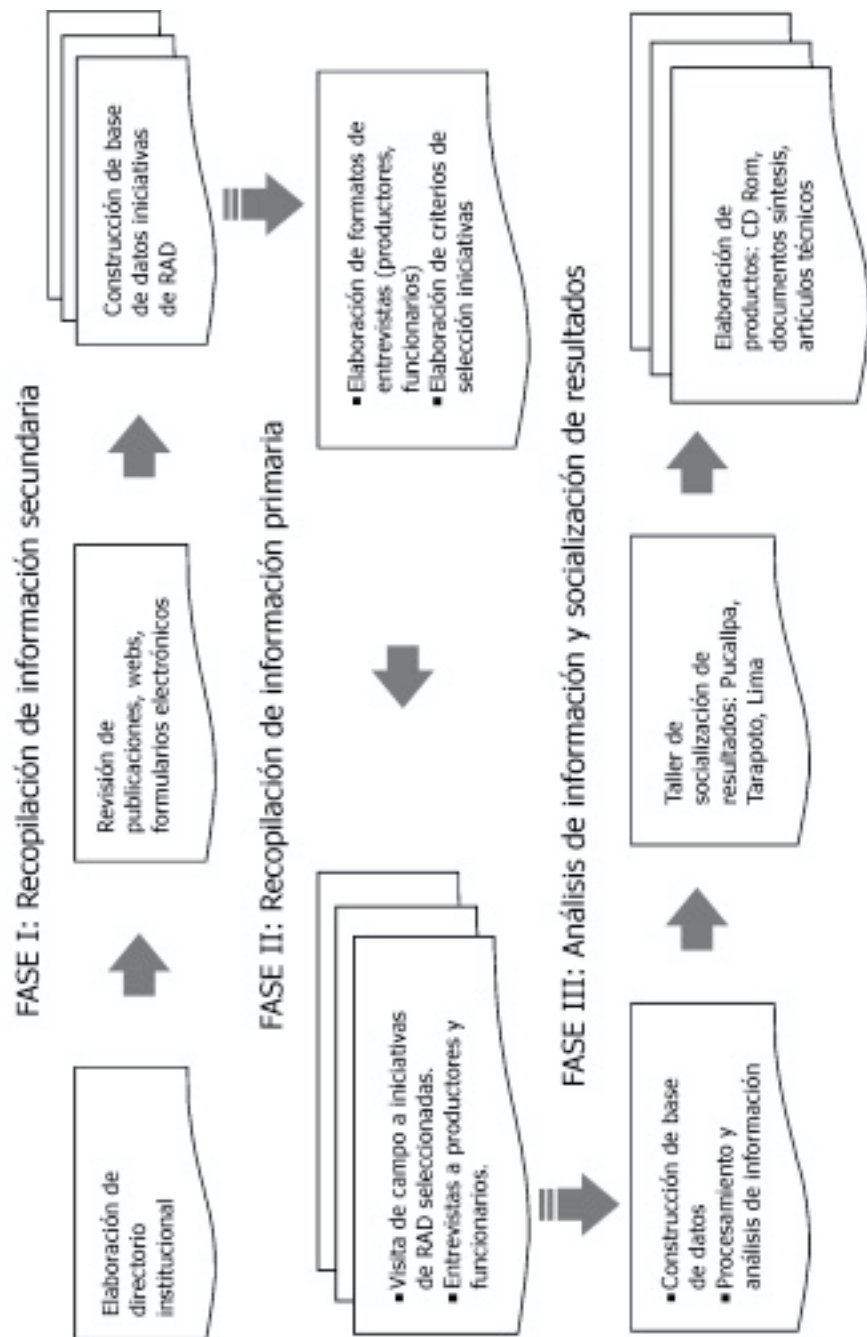 FASE I: Recopilación de información secundaria
Elaboración de
directorio
institucional
Revisión de
publicaciones, webs,
formularios electrónicos
Construcción de base
de datos iniciativas
de RAD
FASE II: Recopilación de información primaria
▪ Elaboración de formatos de
entrevistas (productores,
funcionarios)
▪ Elaboración de criterios de
selección iniciativas
▪ Visita de campo a iniciativas
de RAD seleccionadas.
▪ Entrevistas a productores y
funcionarios.
FASE III: Análisis de información y socialización de resultados
▪ Construcción de base
de datos
▪ Procesamiento y
análisis de información
Taller de
socialización de
resultados: Pucallpa,
Tarapoto, Lima
Elaboración de
productos: CD Rom,
documentos síntesis,
artículos técnicos